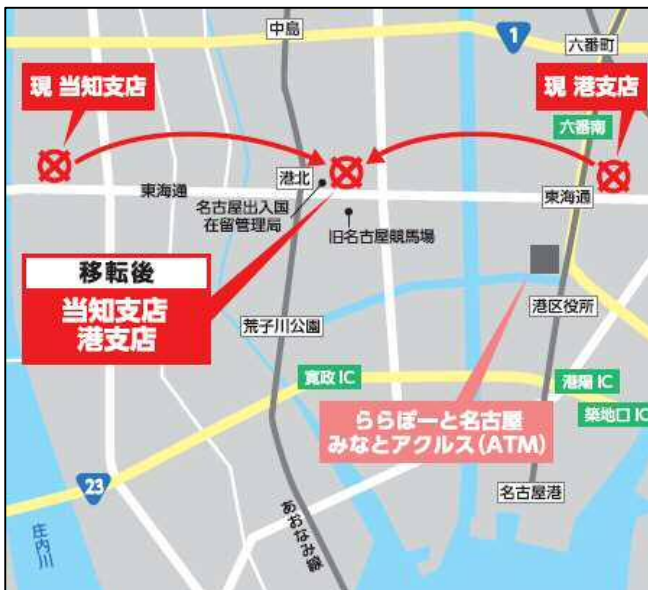 中島
1
六番町
現 当知支店
現 港支店
六番南
港北
東海通
名古屋出入国
在留管理局
旧名古屋競馬場
東海通
移転後
当知支店
港支店
荒子川公園
港区役所
寛政 IC
港陽 IC
築地口 IC
ららぽーと名古屋
みなとアクルス(ATM)
23
名古屋港
庄内川
あおなみ線